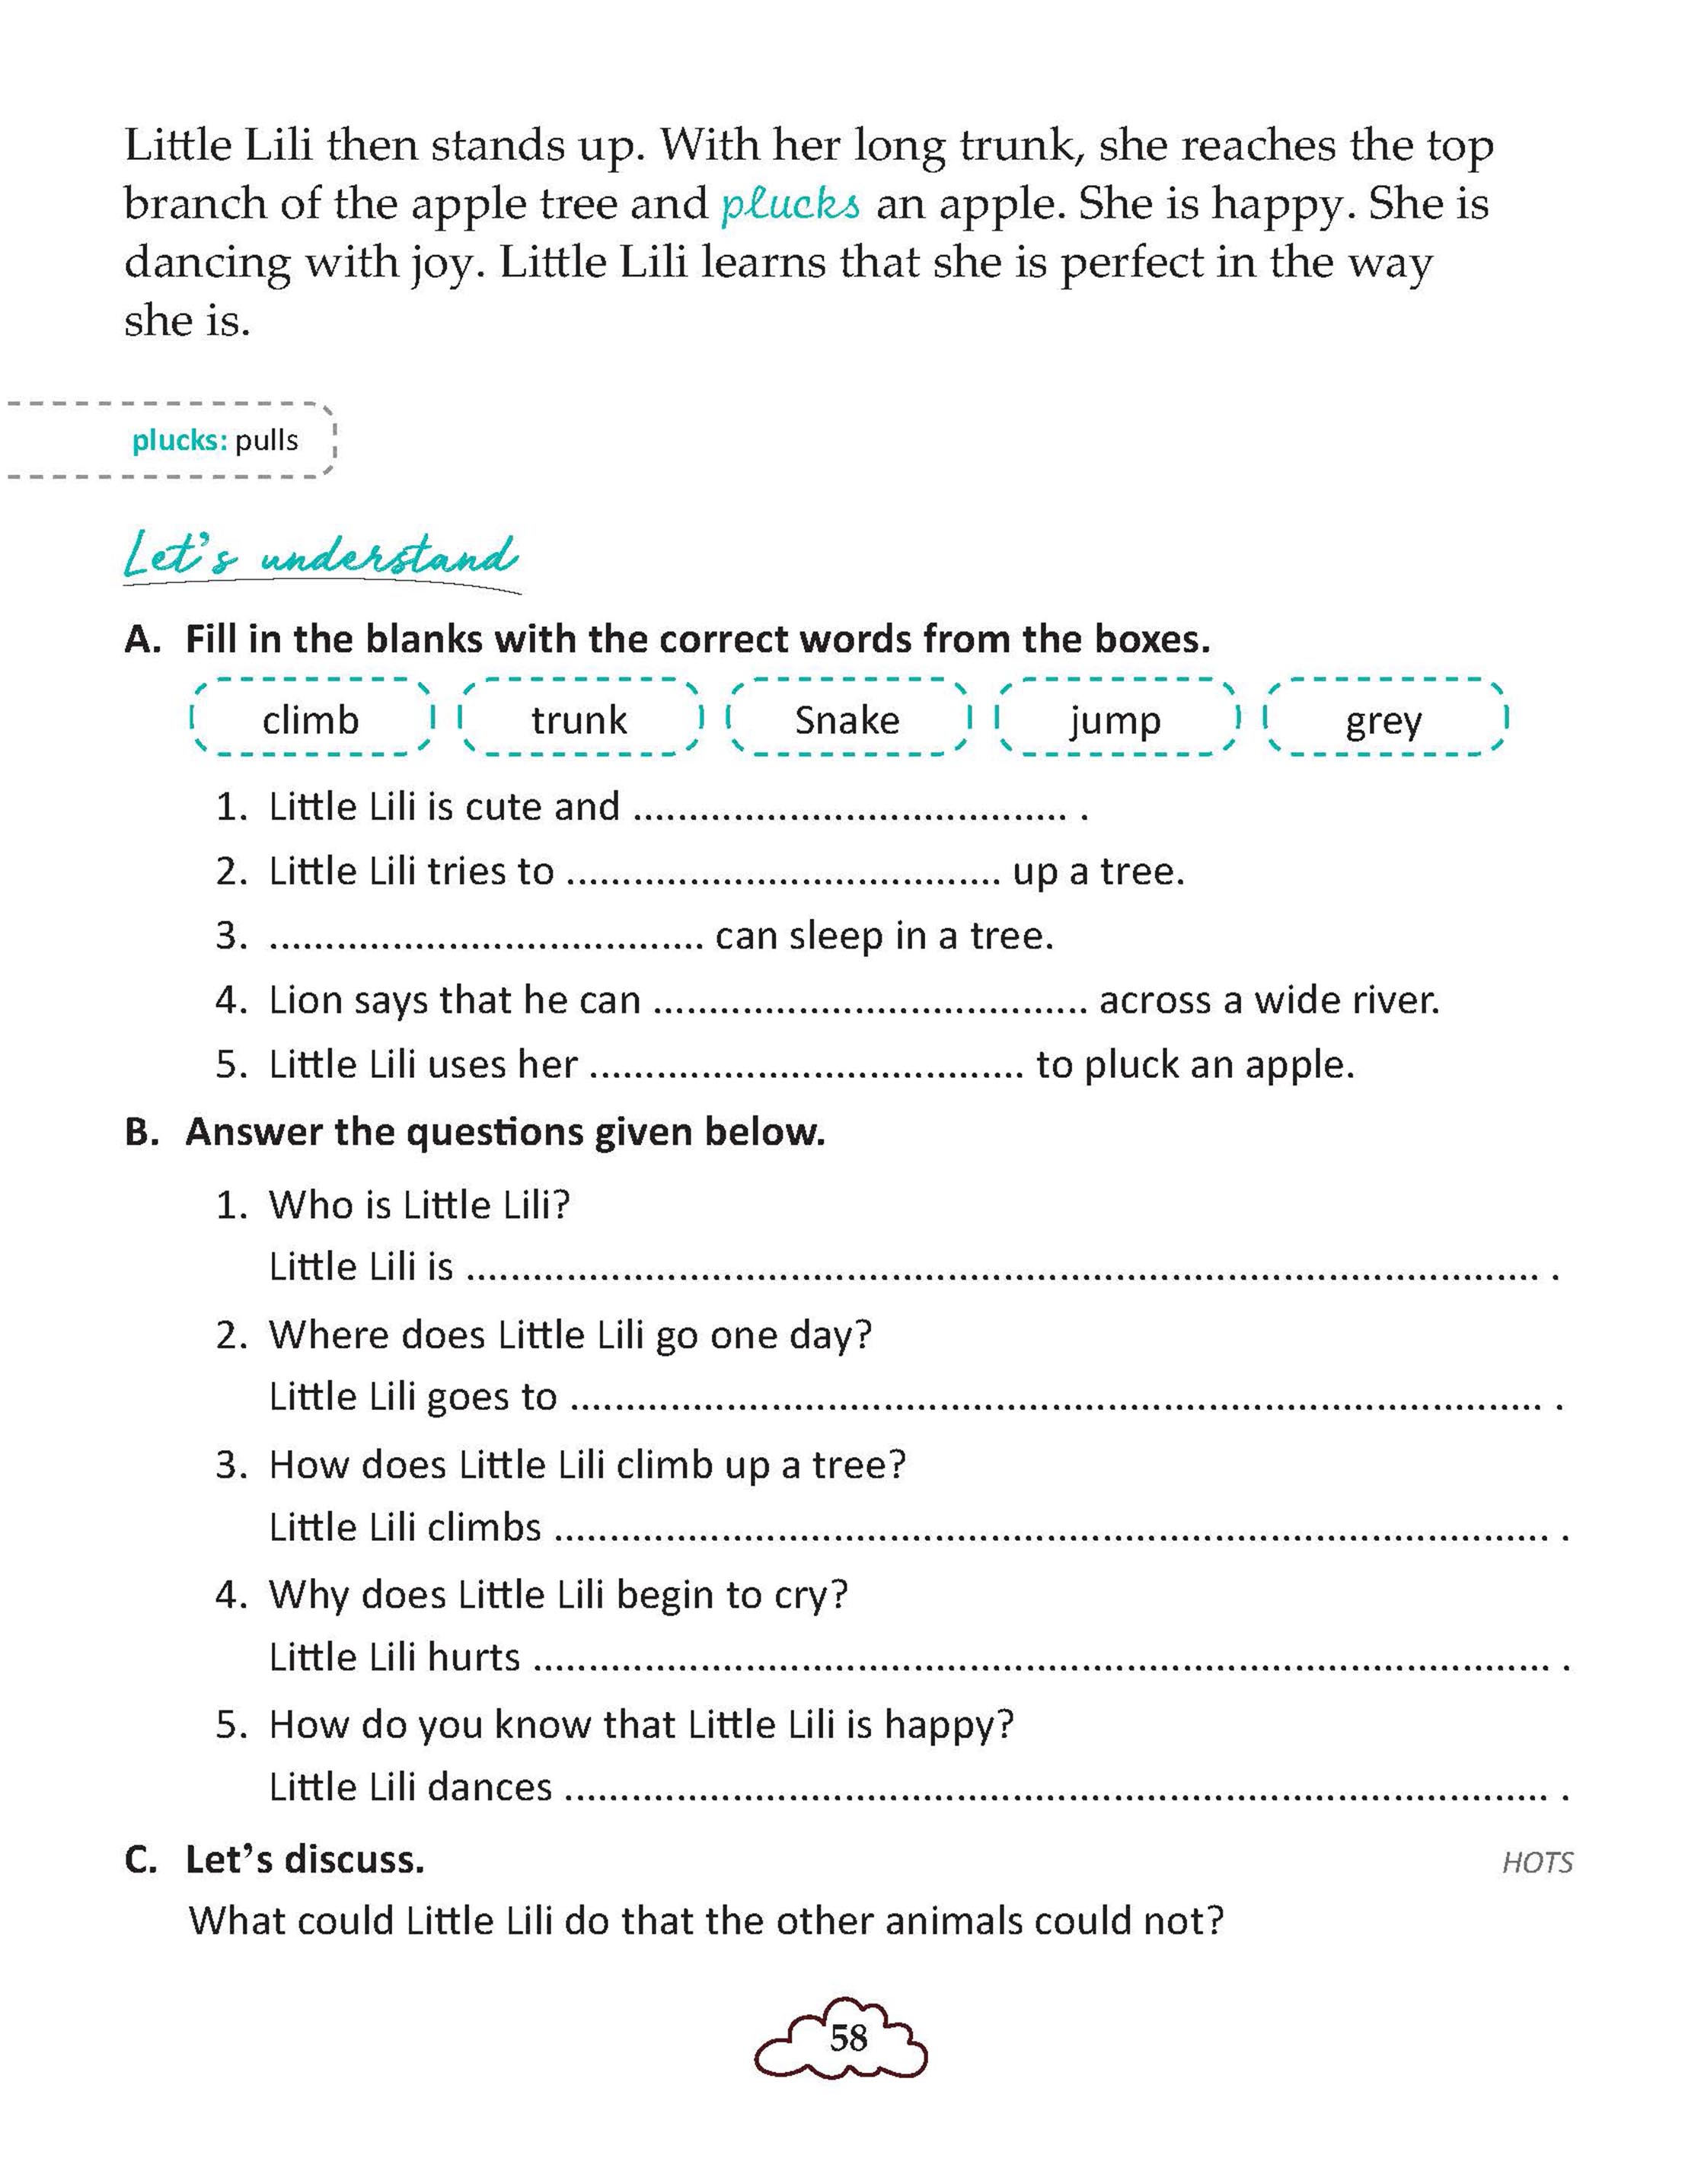 Little Lili then stands up. With her long trunk, she reaches the top
branch of the apple tree and plucks an apple. She is happy. She is
dancing with joy. Little Lili learns that she is perfect in the way
she is.
plucks: pulls
Let's understand
A. Fill in the blanks with the correct words from the boxes.
climb trunk Snake jump grey
1. Little Lili is cute and ....................................... .
2. Little Lili tries to ....................................... up a tree.
3. ....................................... can sleep in a tree.
4. Lion says that he can ....................................... across a wide river.
5. Little Lili uses her ....................................... to pluck an apple.
B. Answer the questions given below.
1. Who is Little Lili?
Little Lili is ................................................................................................ .
2. Where does Little Lili go one day?
Little Lili goes to ....................................................................................... .
3. How does Little Lili climb up a tree?
Little Lili climbs ......................................................................................... .
4. Why does Little Lili begin to cry?
Little Lili hurts ........................................................................................... .
5. How do you know that Little Lili is happy?
Little Lili dances ........................................................................................ .
C. Let's discuss. HOTS
What could Little Lili do that the other animals could not?
58